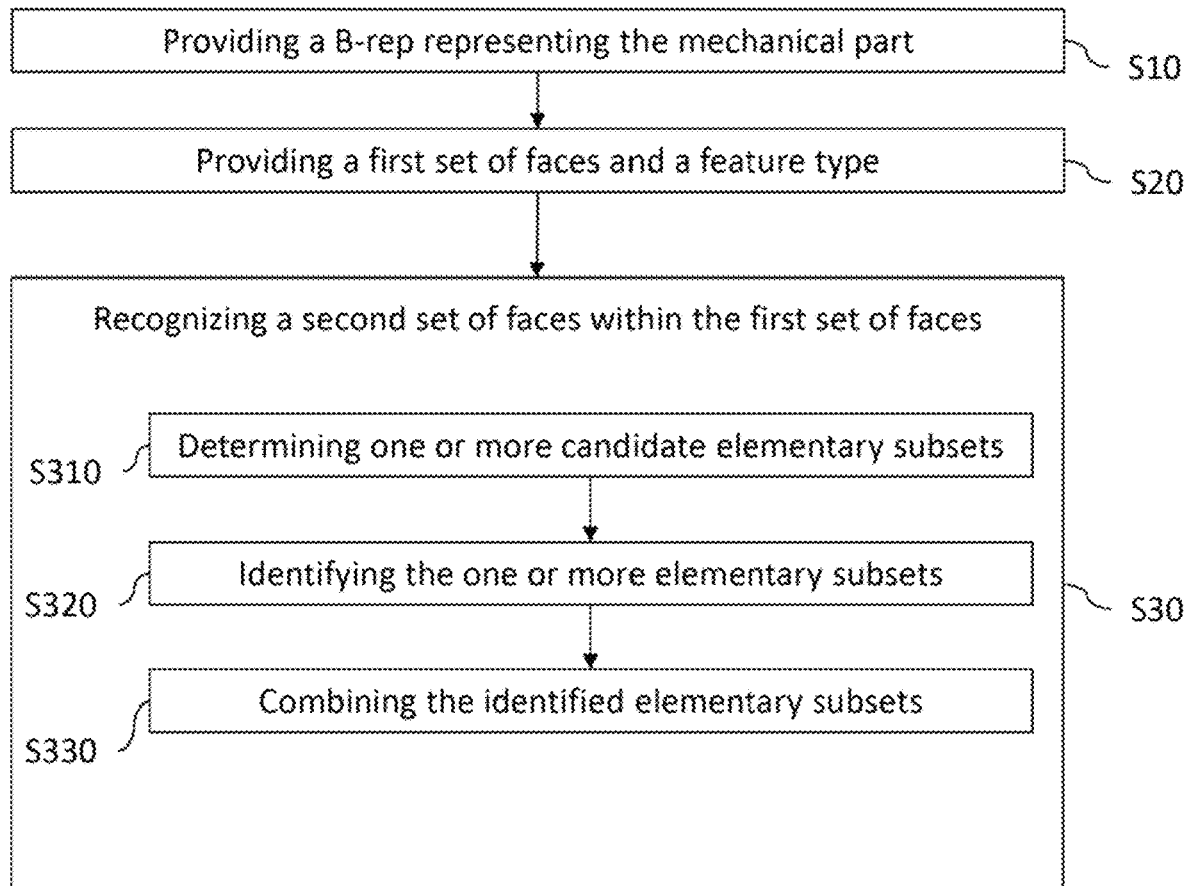 Providing a B-rep representing the mechanical part
S10
Providing a first set of faces and a feature type
S20
Recognizing a second set of faces within the first set of faces
Determining one or more candidate elementary subsets
S310
Identifying the one or more elementary subsets
S320
S30
Combining the identified elementary subsets
S330